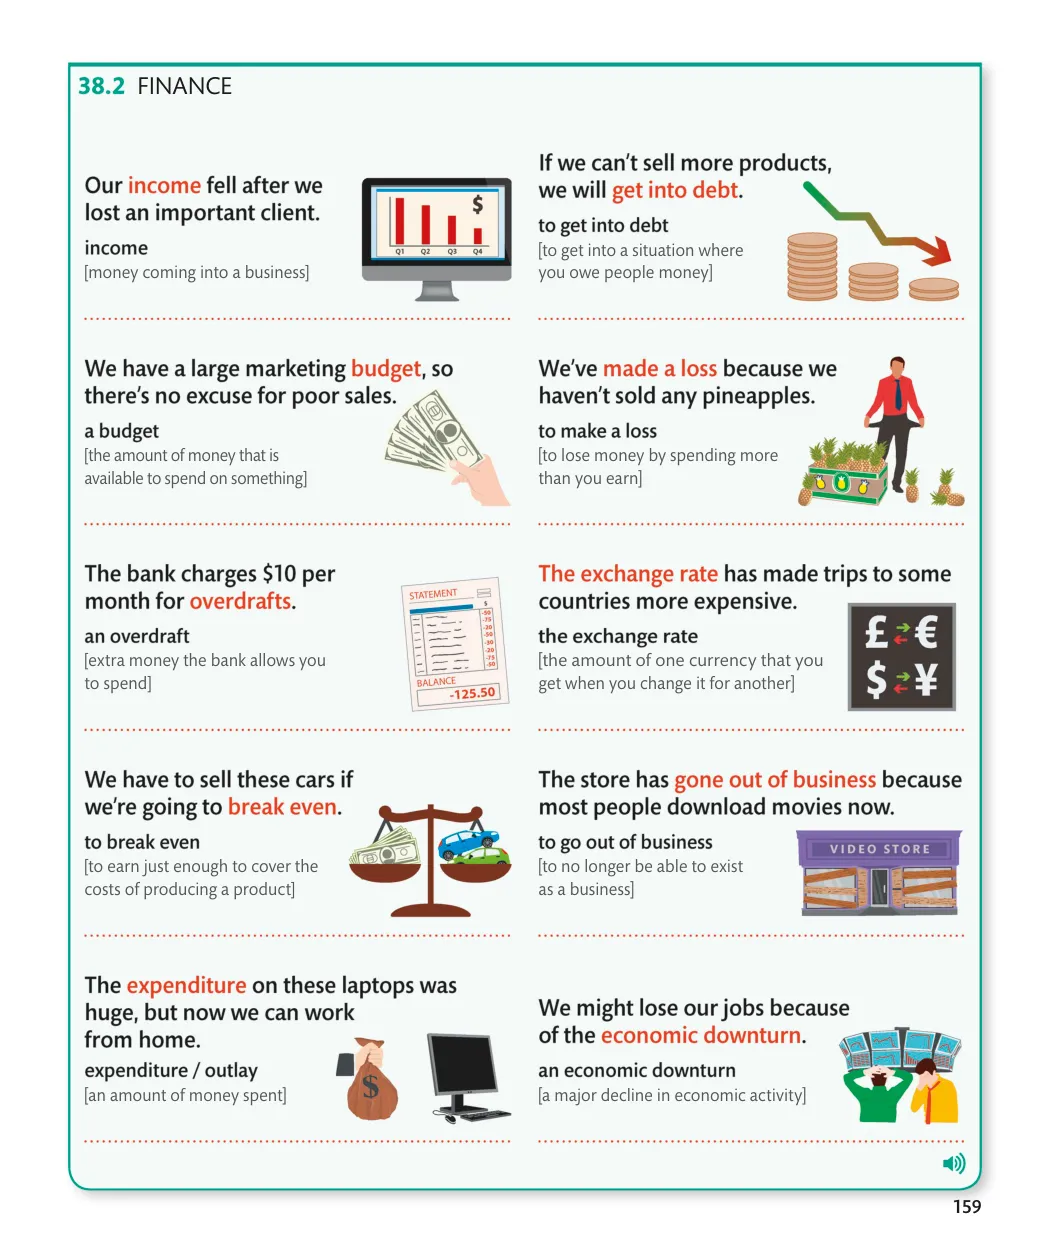 38.2 FINANCE
Our income fell after we
lost an important client.
income
[money coming into a business]
$
Q1 Q2 Q3 Q4
If we can't sell more products,
we will get into debt.
to get into debt
[to get into a situation where
you owe people money]
We have a large marketing budget, so
there's no excuse for poor sales.
a budget
[the amount of money that is
available to spend on something]
We've made a loss because we
haven't sold any pineapples.
to make a loss
[to lose money by spending more
than you earn]
The bank charges $10 per
month for overdrafts.
an overdraft
[extra money the bank allows you
to spend]
STATEMENT
$
-50
-75
-20
-50
-30
-20
-75
-50
BALANCE
-125.50
The exchange rate has made trips to some
countries more expensive.
the exchange rate
[the amount of one currency that you
get when you change it for another]
£ €
$ ¥
We have to sell these cars if
we're going to break even.
to break even
[to earn just enough to cover the
costs of producing a product]
The store has gone out of business because
most people download movies now.
to go out of business
[to no longer be able to exist
as a business]
VIDEO STORE
The expenditure on these laptops was
huge, but now we can work
from home.
expenditure / outlay
[an amount of money spent]
$
We might lose our jobs because
of the economic downturn.
an economic downturn
[a major decline in economic activity]
159